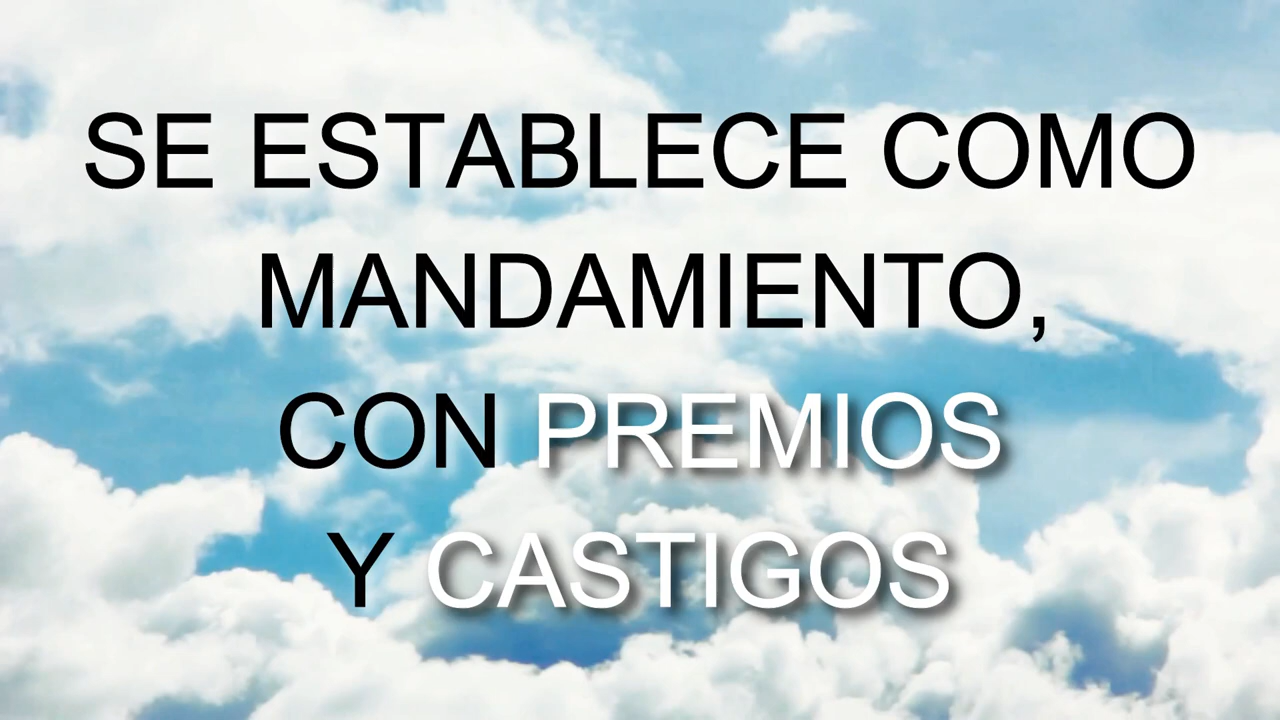 SE ESTABLECE COMO
MANDAMIENTO,
CON PREMIOS
Y CASTIGOS